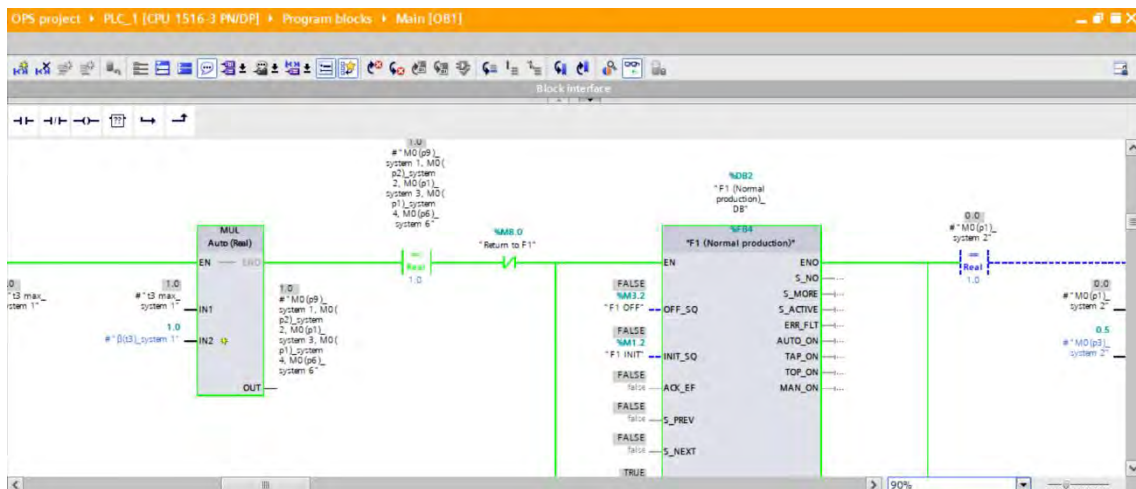 OPS project ▸ PLC_1 [CPU 1516-3 PN/DP] ▸ Program blocks ▸ Main [OB1]
Block interface
1.0
#"M0(p9)_
system 1, M0(
p2)_system
2, M0(p1)_
system 3, M0(
p1)_system
4, M0(p6)_
system 6"
==
Real
1.0
%M8.0
"Return to F1"
MUL
Auto (Real)
EN
ENO
.0
"t3 max_
stem 1"
1.0
#"t3 max_
system 1"
IN1
1.0
#"β(t3)_system 1"
IN2
OUT
1.0
#"M0(p9)_
system 1, M0(
p2)_system
2, M0(p1)_
system 3, M0(
p1)_system
4, M0(p6)_
system 6"
%DB2
"F1 (Normal
production)_
DB"
%FB4
"F1 (Normal production)"
EN
ENO
FALSE
%M3.2
"F1 OFF"
OFF_SQ
FALSE
%M1.2
"F1 INIT"
INIT_SQ
FALSE
false
ACK_EF
FALSE
false
S_PREV
FALSE
false
S_NEXT
TRUE
S_NO
S_MORE
S_ACTIVE
ERR_FLT
AUTO_ON
TAP_ON
TOP_ON
MAN_ON
0.0
#"M0(p1)_
system 2"
==
Real
1.0
0.0
#"M0(p1)_
system 2"
0.5
#"M0(p3)_
system 2"
90%